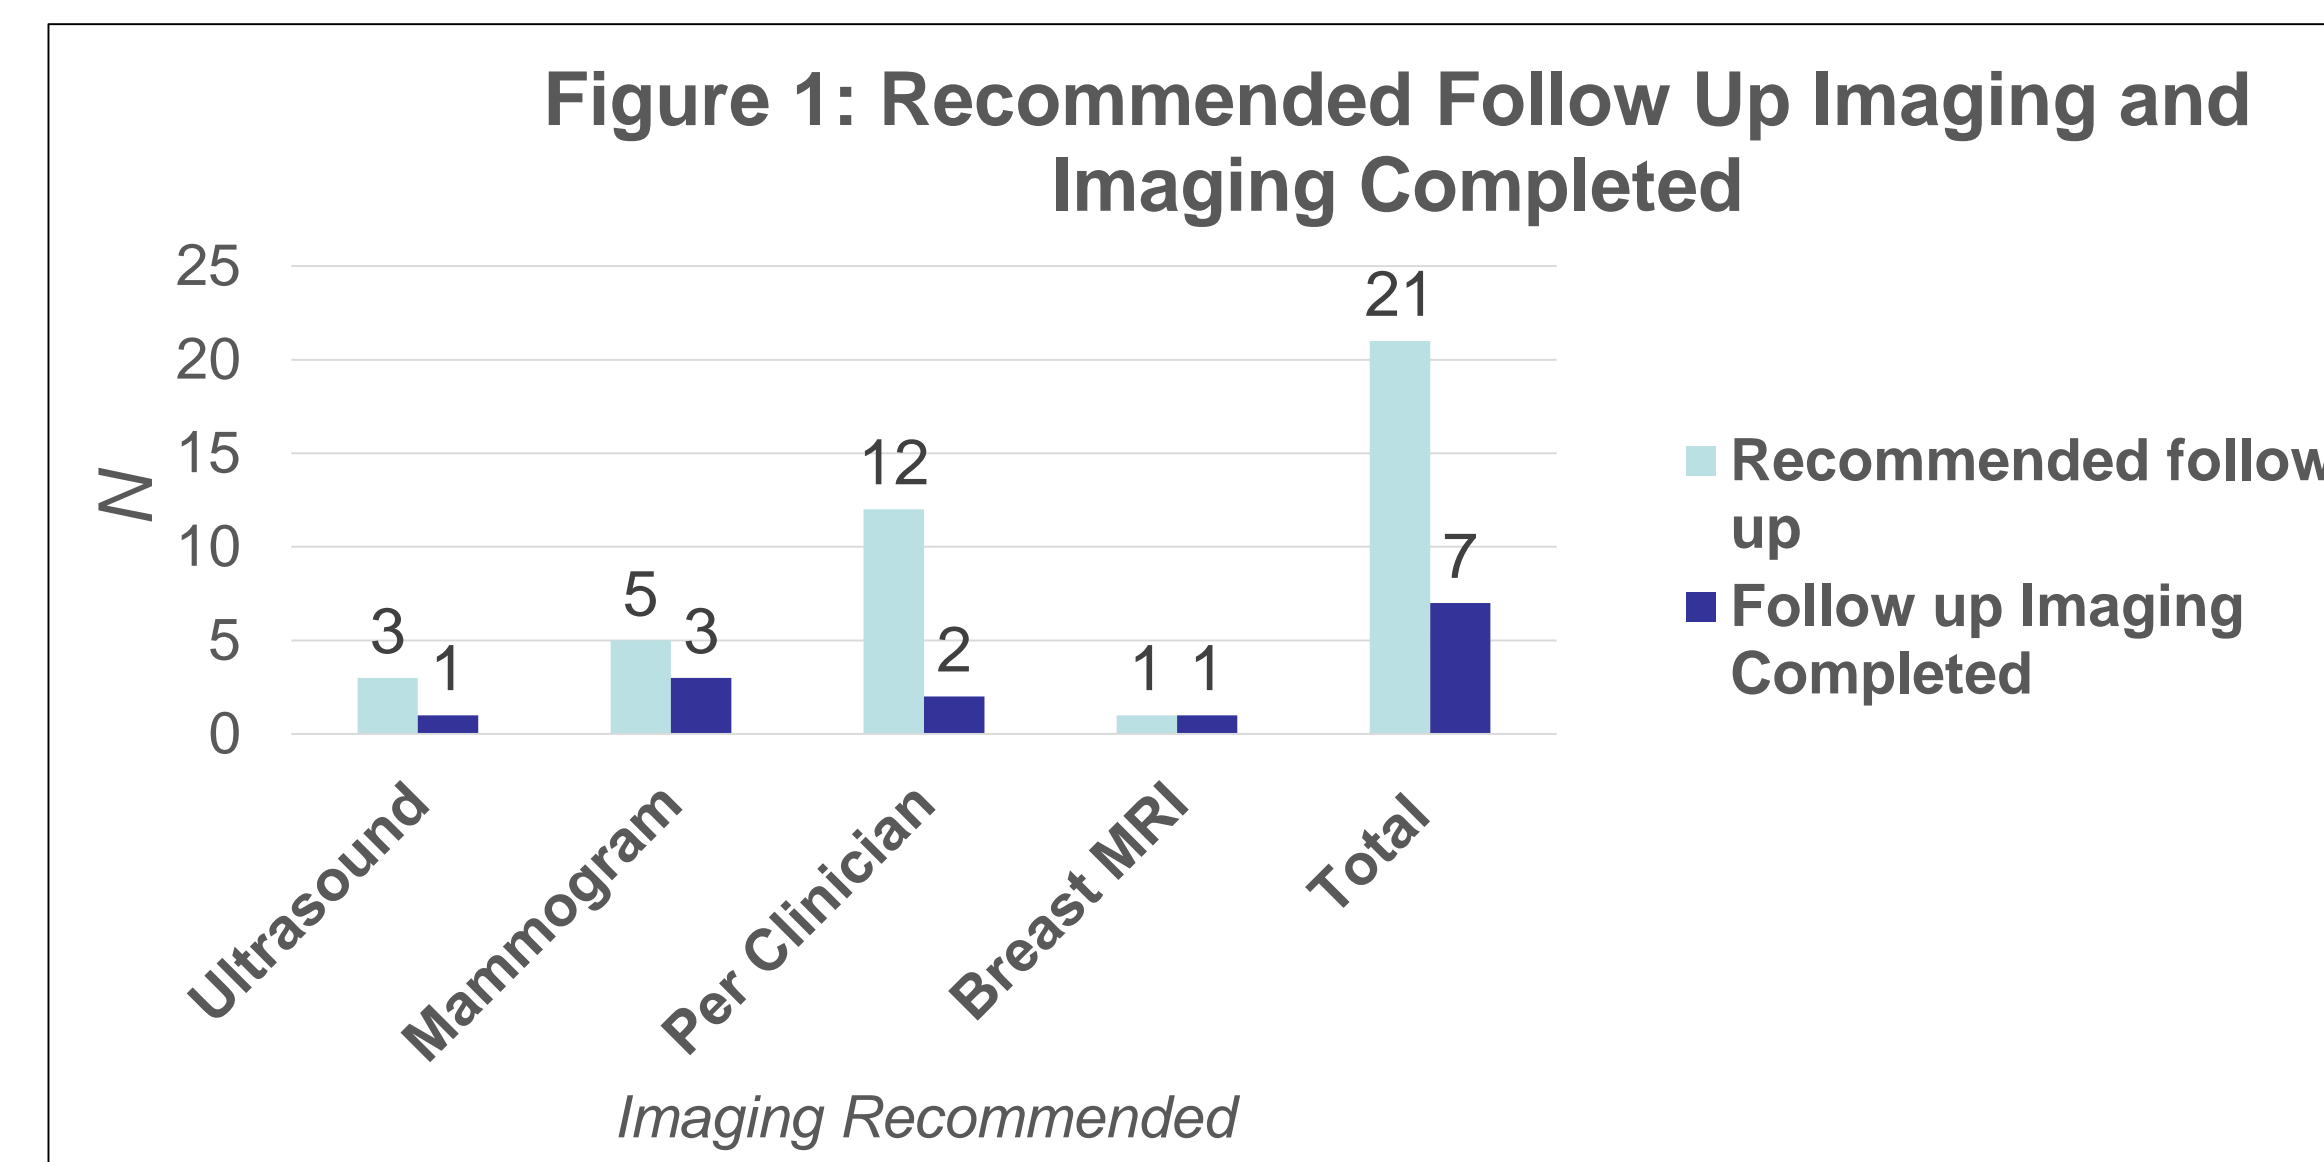 Figure 1: Recommended Follow Up Imaging and
Imaging Completed
25
20
15
10
5
0
N
3
1
5
3
12
2
1
1
21
7
Ultrasound
Mammogram
Per Clinician
Breast MRI
Total
Imaging Recommended
Recommended follow
up
Follow up Imaging
Completed